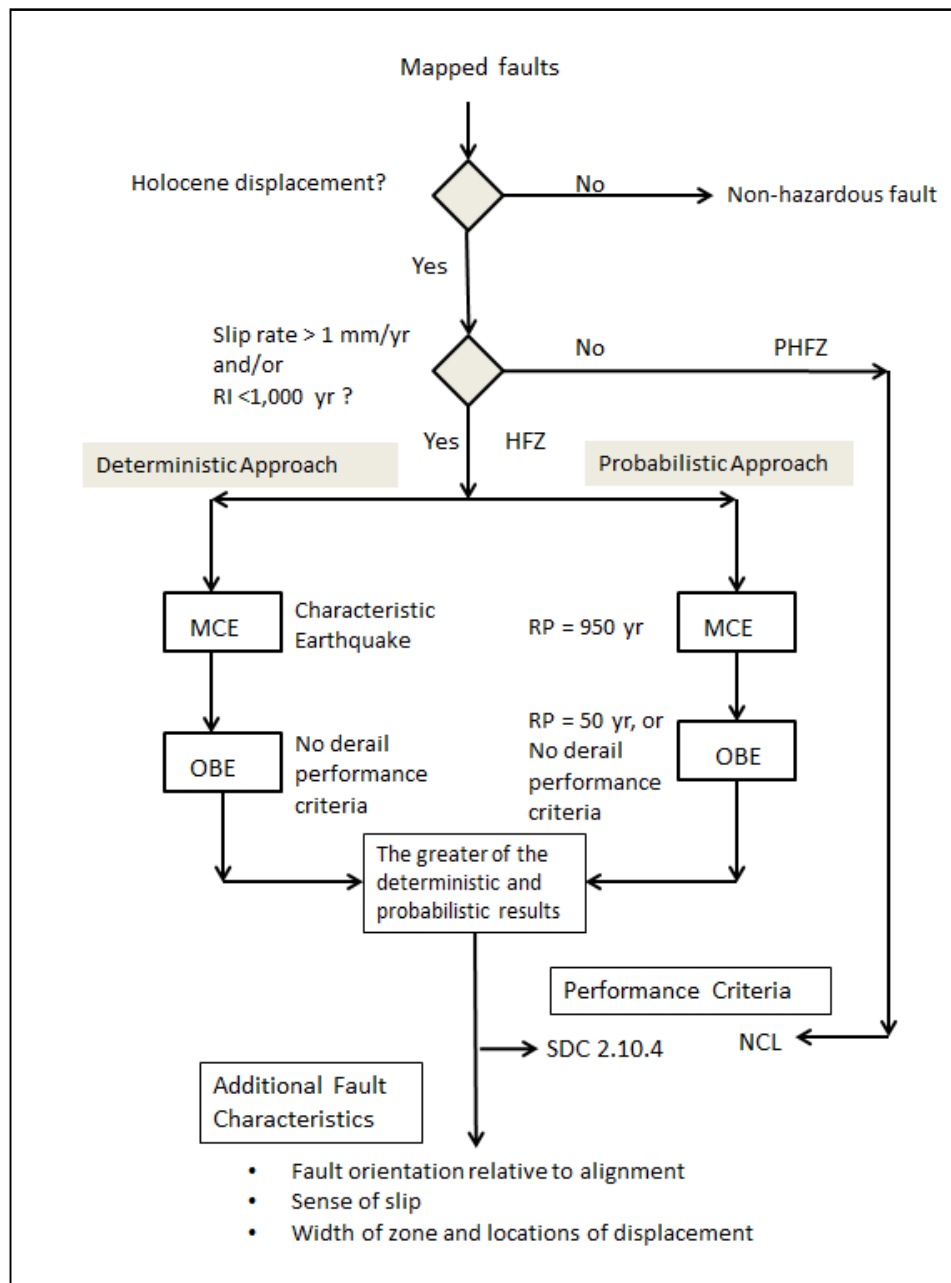 Mapped faults
Holocene displacement?
No
Non-hazardous fault
Yes
Slip rate > 1 mm/yr
and/or
RI <1,000 yr ?
No
PHFZ
Yes
HFZ
Deterministic Approach
Probabilistic Approach
MCE
Characteristic
Earthquake
RP = 950 yr
MCE
OBE
No derail
performance
criteria
RP = 50 yr, or
No derail
performance
criteria
OBE
The greater of the
deterministic and
probabilistic results
Performance Criteria
SDC 2.10.4
NCL
Additional Fault
Characteristics
• Fault orientation relative to alignment
• Sense of slip
• Width of zone and locations of displacement